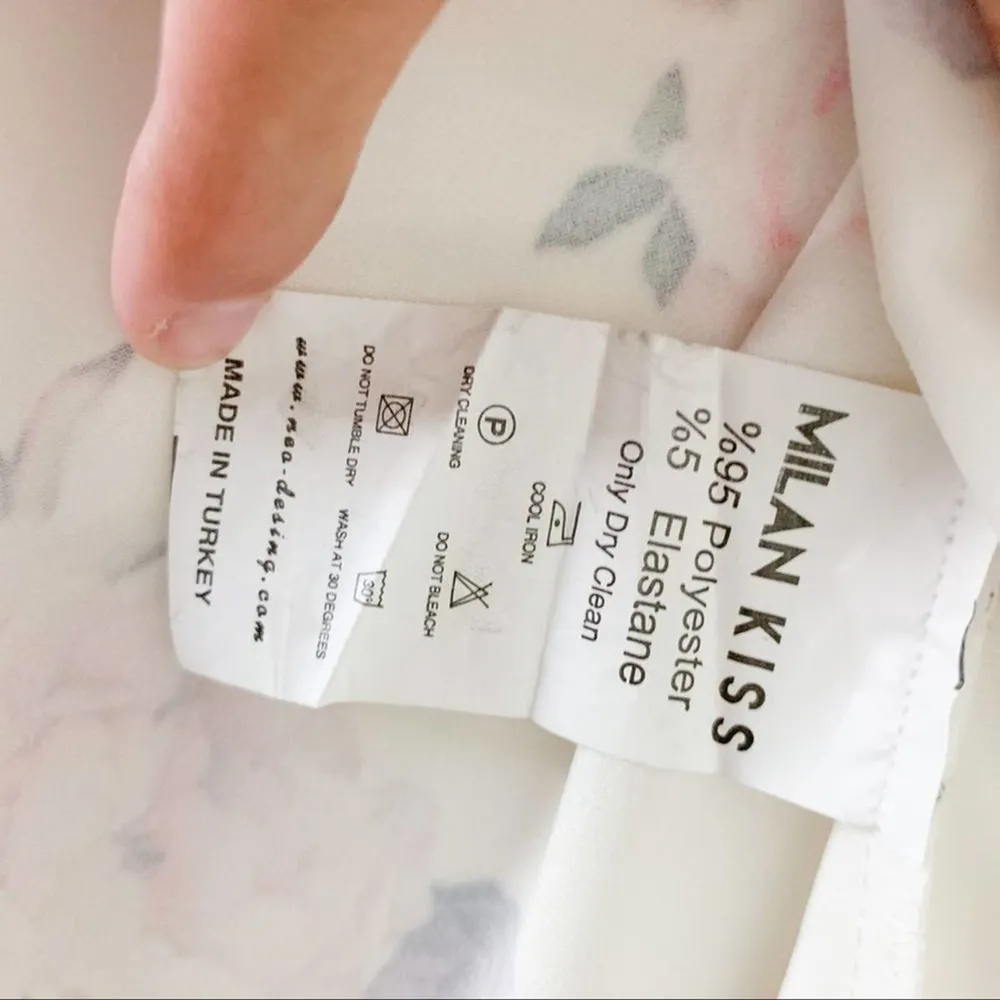 MILAN KISS
%95 Polyester
%5 Elastane
Only Dry Clean
COOL IRON
P
DRY CLEANING
DO NOT BLEACH
DO NOT TUMBLE DRY
30°
WASH AT 30 DEGREES
www.neo-desing.com
MADE IN TURKEY